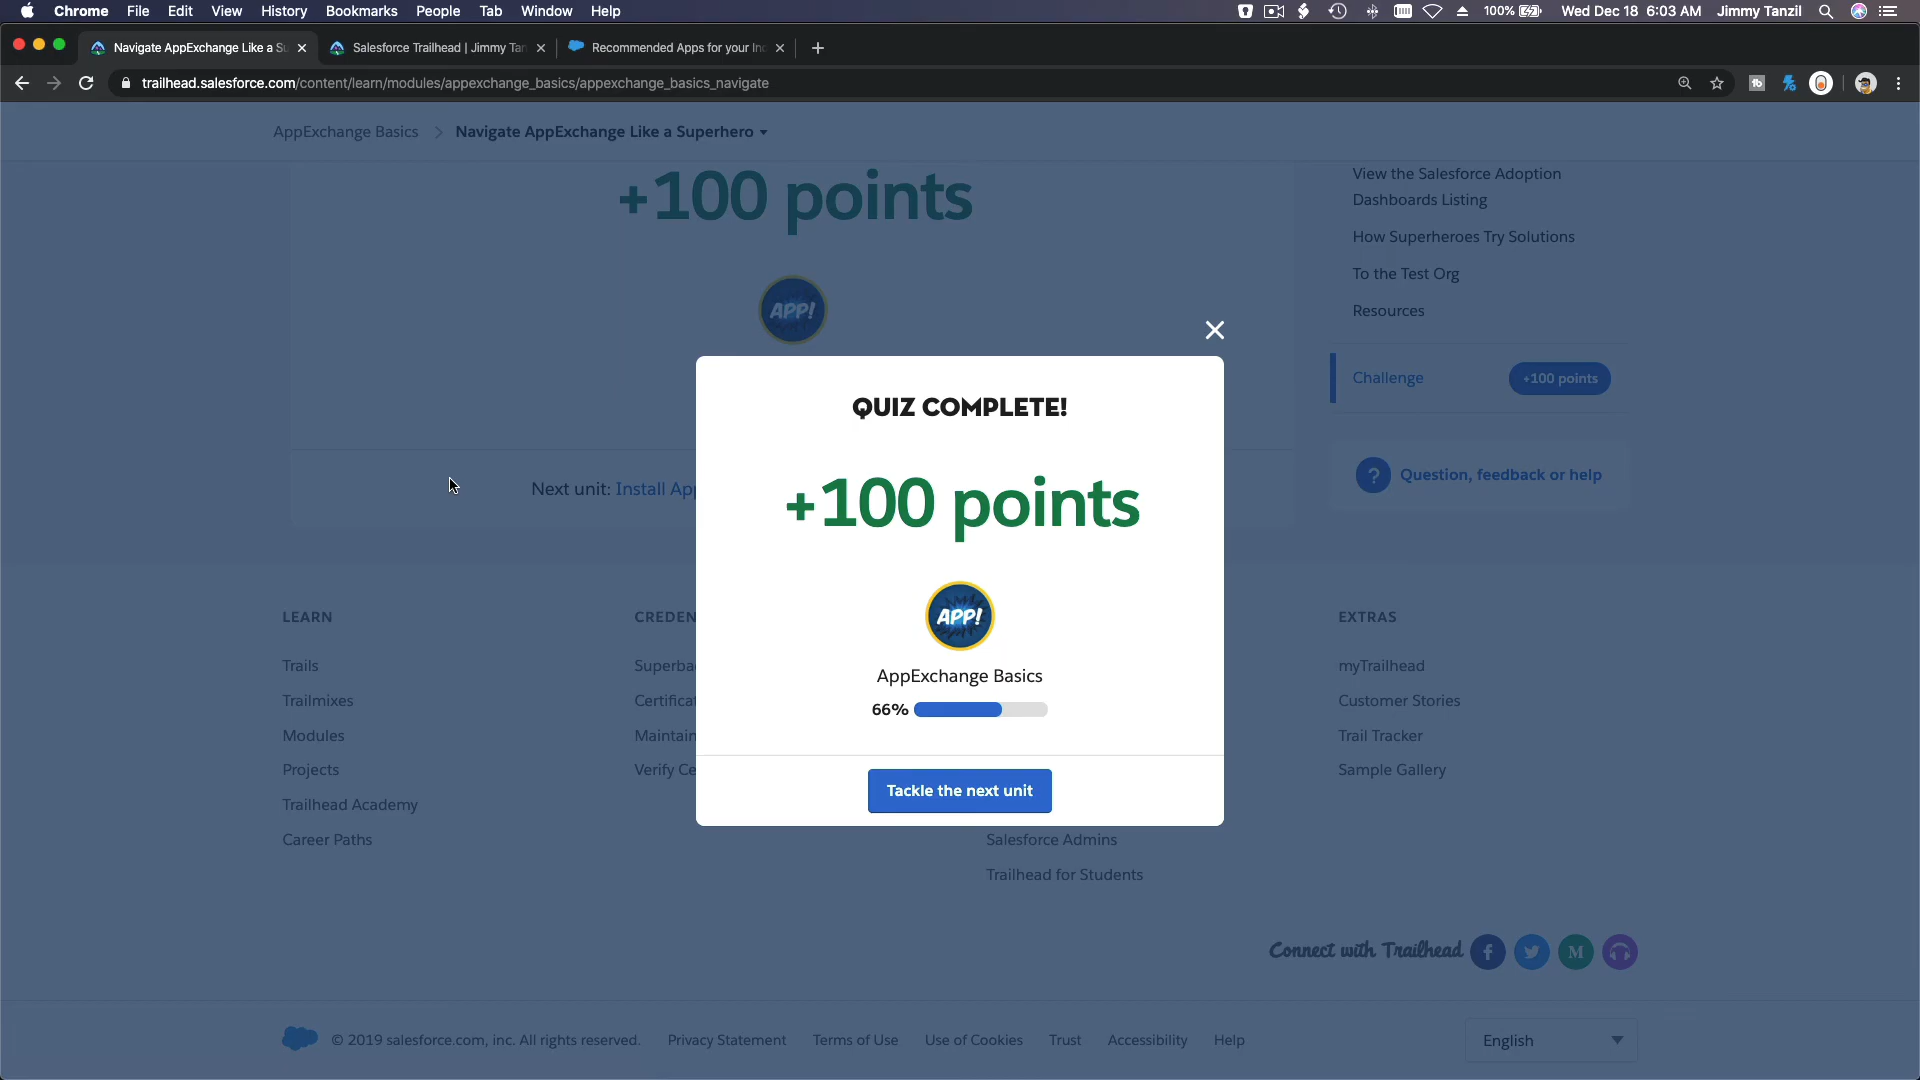 Chrome File Edit View History Bookmarks People Tab Window Help 100% Wed Dec 18 6:03 AM Jimmy Tanzil
Navigate AppExchange Like a Su Salesforce Trailhead | Jimmy Tan Recommended Apps for your Ind
trailhead.salesforce.com/content/learn/modules/appexchange_basics/appexchange_basics_navigate
AppExchange Basics > Navigate AppExchange Like a Superhero
+100 points
APP!
View the Salesforce Adoption
Dashboards Listing
How Superheroes Try Solutions
To the Test Org
Resources
Challenge +100 points
? Question, feedback or help
Next unit: Install App
QUIZ COMPLETE!
+100 points
APP!
AppExchange Basics
66%
Tackle the next unit
LEARN
Trails
Trailmixes
Modules
Projects
Trailhead Academy
Career Paths
CREDEN
Superba
Certificat
Maintain
Verify Ce
Salesforce Admins
Trailhead for Students
EXTRAS
myTrailhead
Customer Stories
Trail Tracker
Sample Gallery
Connect with Trailhead
© 2019 salesforce.com, inc. All rights reserved. Privacy Statement Terms of Use Use of Cookies Trust Accessibility Help
English